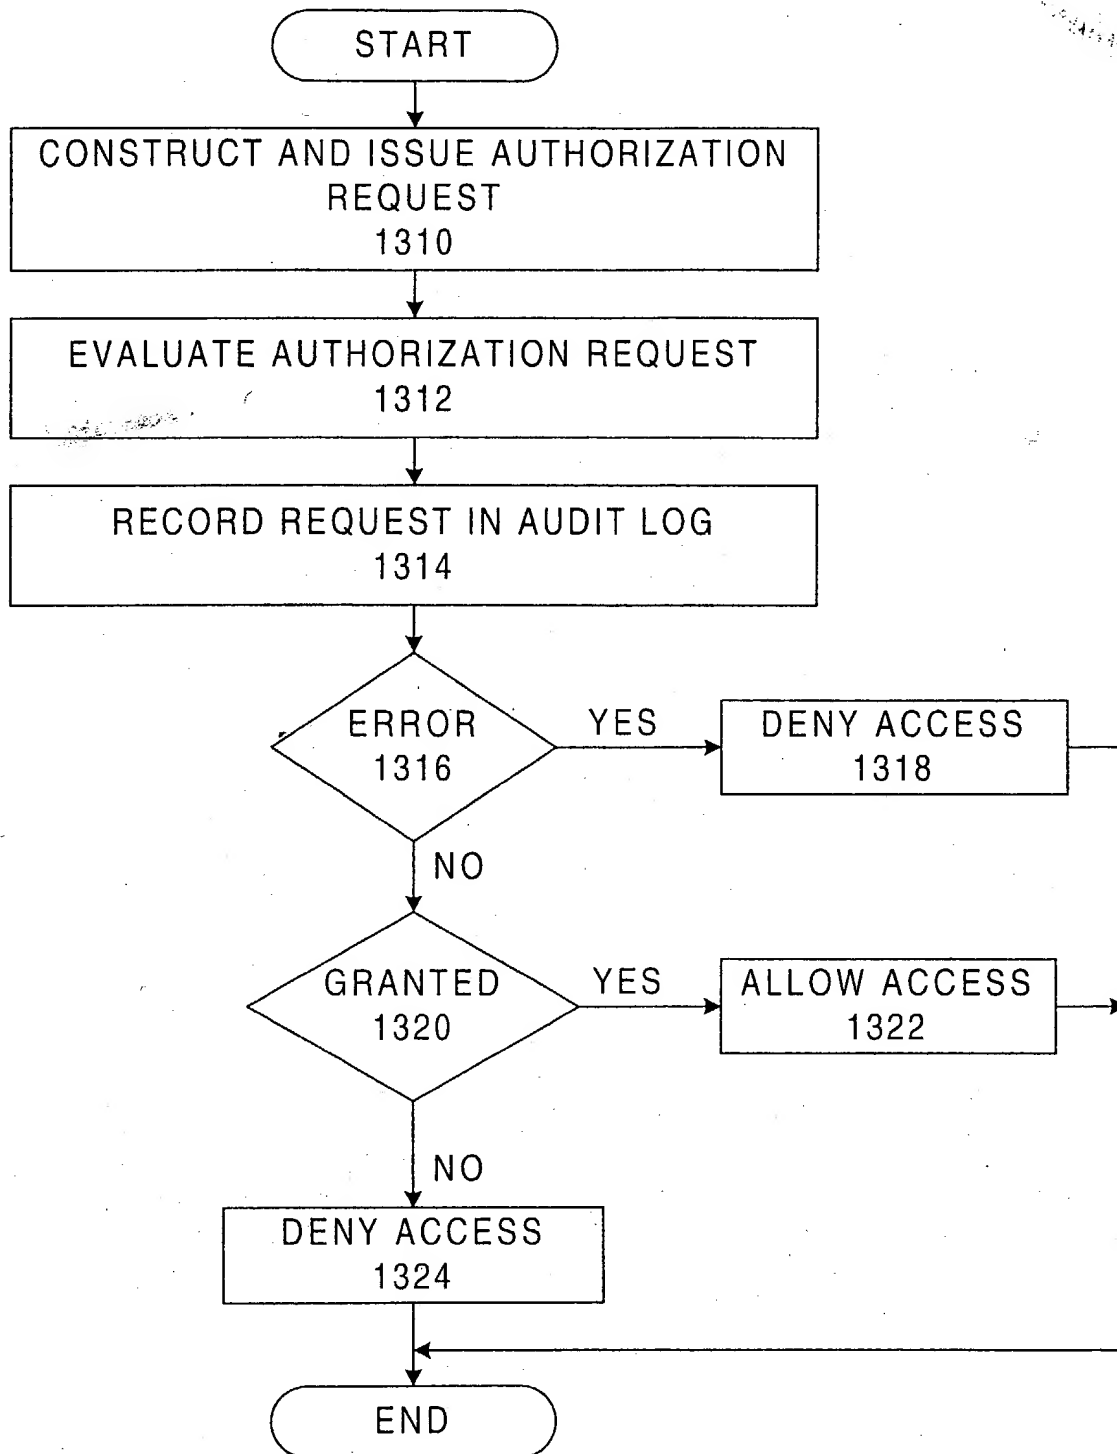 START
CONSTRUCT AND ISSUE AUTHORIZATION
REQUEST
1310
EVALUATE AUTHORIZATION REQUEST
1312
RECORD REQUEST IN AUDIT LOG
1314
ERROR
1316
YES
DENY ACCESS
1318
NO
GRANTED
1320
YES
ALLOW ACCESS
1322
NO
DENY ACCESS
1324
END